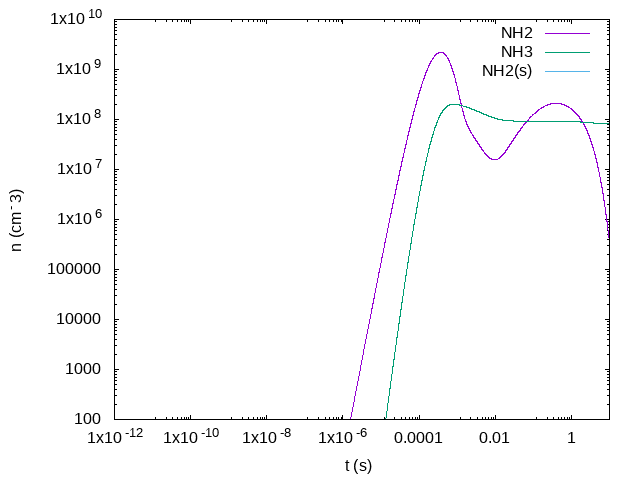 1x10^10
1x10^9
1x10^8
1x10^7
1x10^6
100000
10000
1000
100
1x10^-12
1x10^-10
1x10^-8
1x10^-6
0.0001
0.01
1
n (cm^-3)
t (s)
NH2
NH3
NH2(s)